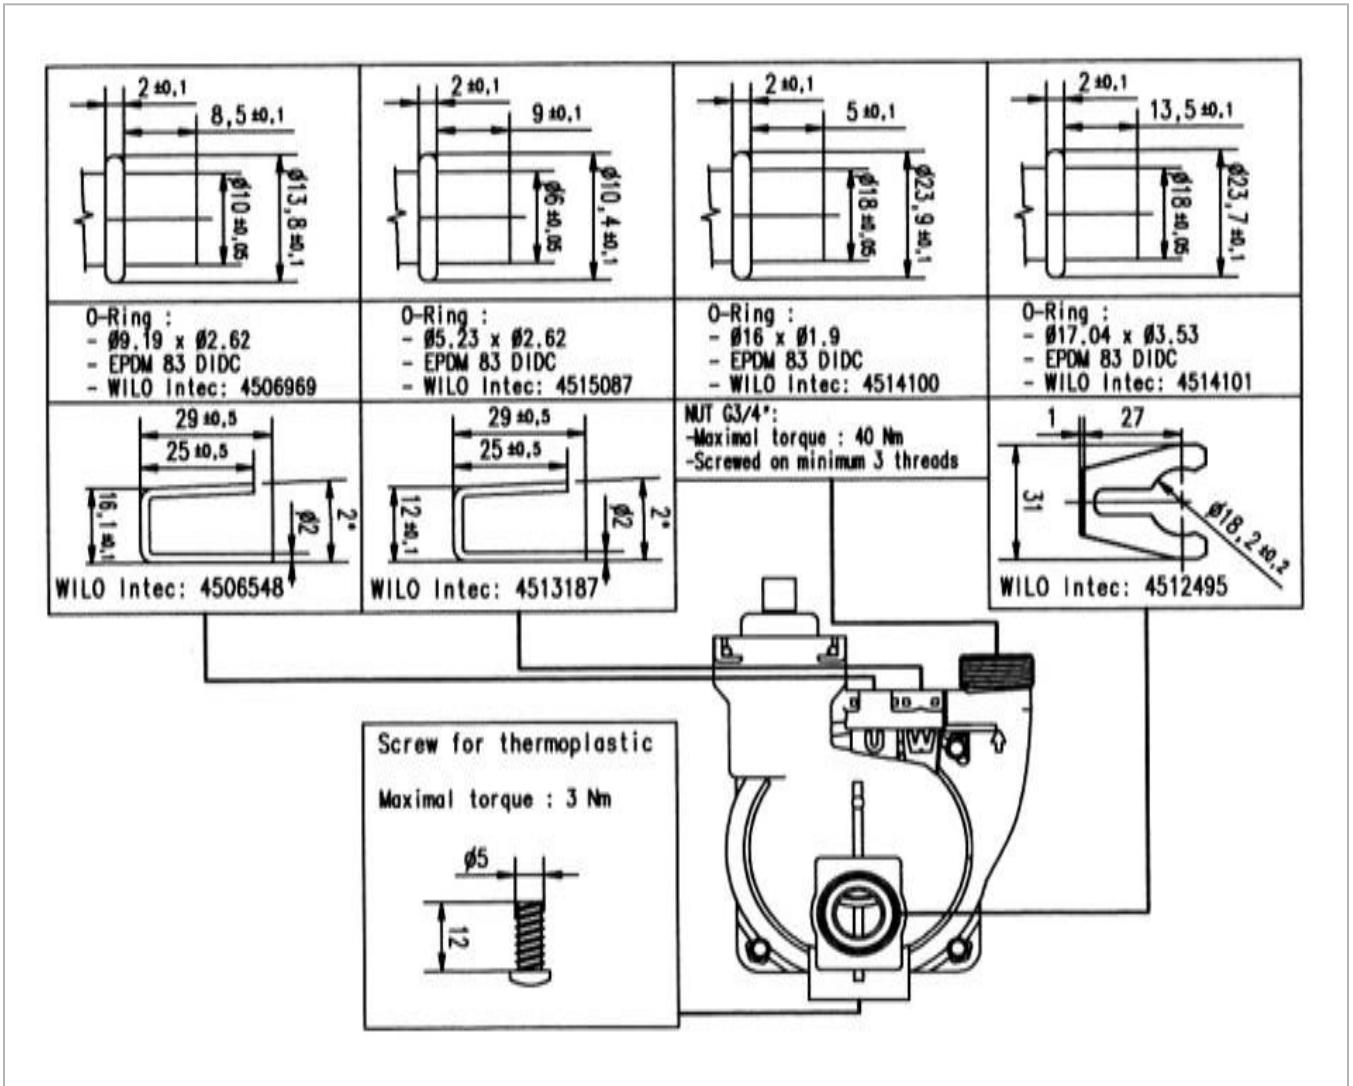 2 ±0,1
8,5 ±0,1
Ø10 ±0,05
Ø13,8 ±0,1
2 ±0,1
9 ±0,1
Ø6 ±0,05
Ø10,4 ±0,1
2 ±0,1
5 ±0,1
Ø18 ±0,05
Ø23,9 ±0,1
2 ±0,1
13,5 ±0,1
Ø18 ±0,05
Ø23,7 ±0,1
O-Ring :
- Ø9.19 x Ø2.62
- EPDM 83 DIDC
- WILO Intec: 4506969
O-Ring :
- Ø5.23 x Ø2.62
- EPDM 83 DIDC
- WILO Intec: 4515087
O-Ring :
- Ø16 x Ø1.9
- EPDM 83 DIDC
- WILO Intec: 4514100
O-Ring :
- Ø17.04 x Ø3.53
- EPDM 83 DIDC
- WILO Intec: 4514101
29 ±0,5
25 ±0,5
16,1 ±0,1
Ø2
2°
WILO Intec: 4506548
29 ±0,5
25 ±0,5
12 ±0,1
Ø2
2°
WILO Intec: 4513187
NUT G3/4":
-Maximal torque : 40 Nm
-Screwed on minimum 3 threads
1
27
31
Ø18,2 ±0,2
WILO Intec: 4512495
Screw for thermoplastic
Maximal torque : 3 Nm
Ø5
12